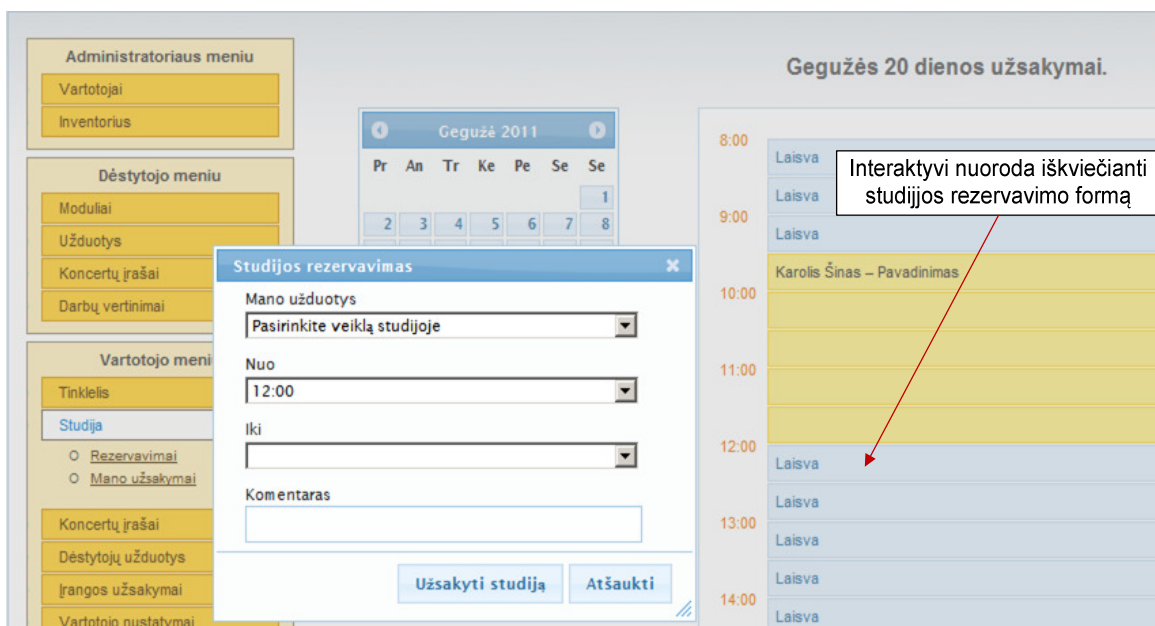 Administratoriaus meniu
Vartotojai
Inventorius
Dėstytojo meniu
Moduliai
Užduotys
Koncertų įrašai
Darbų vertinimai
Vartotojo meni
Tinklelis
Studija
Rezervavimai
Mano užsakymai
Koncertų įrašai
Dėstytojų užduotys
Įrangos užsakymai
Vartotojo nustatymai
Gegužė 2011
Pr An Tr Ke Pe Se Se
1
2 3 4 5 6 7 8
Studijos rezervavimas
Mano užduotys
Pasirinkite veiklą studijoje
Nuo
12:00
Iki
Komentaras
Užsakyti studiją
Atšaukti
Gegužės 20 dienos užsakymai.
8:00
Laisva
Laisva
9:00
Laisva
Karolis Šinas – Pavadinimas
10:00
11:00
12:00
Laisva
Laisva
13:00
Laisva
Laisva
14:00
Laisva
Interaktyvi nuoroda iškviečianti
studijjos rezervavimo formą